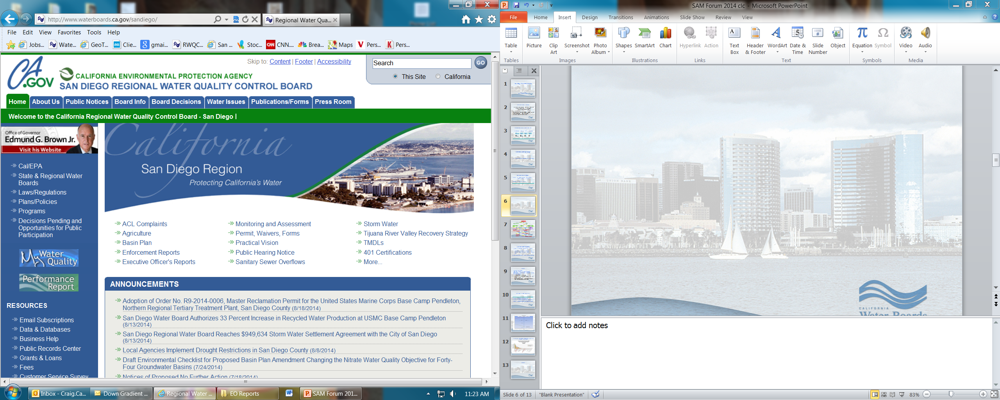 http://www.waterboards.ca.gov/sandiego/
Regional Water Qua...
File Edit View Favorites Tools Help
Jobs... Wate... GeoT... Clie... gmai... RWQC... San ... Stoc... CNN.... Brea... Maps Pers... Pers...
CA.GOV
Skip to: Content | Footer | Accessibility
Search GO
This Site California
CALIFORNIA ENVIRONMENTAL PROTECTION AGENCY
SAN DIEGO REGIONAL WATER QUALITY CONTROL BOARD
Home About Us Public Notices Board Info Board Decisions Water Issues Publications/Forms Press Room
Welcome to the California Regional Water Quality Control Board - San Diego |
Office of Governor
Edmund G. Brown Jr.
Visit his Website
Cal/EPA
State & Regional Water
Boards
Laws/Regulations
Plans/Policies
Programs
Decisions Pending and
Opportunities for Public
Participation
My Water
Quality
Performance
Report
RESOURCES
Email Subscriptions
Data & Databases
Business Help
Public Records Center
Grants & Loans
Fees
Customer Service Survey
California
San Diego Region
Protecting California's Water
ACL Complaints
Agriculture
Basin Plan
Enforcement Reports
Executive Officer's Reports
Monitoring and Assessment
Permit, Waivers, Forms
Practical Vision
Public Hearing Notice
Sanitary Sewer Overflows
Storm Water
Tijuana River Valley Recovery Strategy
TMDLs
401 Certifications
More...
ANNOUNCEMENTS
Adoption of Order No. R9-2014-0006, Master Reclamation Permit for the United States Marine Corps Base Camp Pendleton,
Northern Regional Tertiary Treatment Plant, San Diego County (8/18/2014)
San Diego Water Board Authorizes 33 Percent Increase in Recycled Water Production at USMC Base Camp Pendleton
(8/13/2014)
San Diego Regional Water Board Reaches $949,634 Storm Water Settlement Agreement with the City of San Diego
(8/13/2014)
Local Agencies Implement Drought Restrictions in San Diego County (8/8/2014)
Draft Environmental Checklist for Proposed Basin Plan Amendment Changing the Nitrate Water Quality Objective for Forty-
Four Groundwater Basins (7/24/2014)
Notices of Proposed No Further Action (7/18/2014)
Inbox - Craig.Ca... Down Gradient ... Regional Water ... EO Reports SAM Forum 201... 11:23 AM
SAM Forum 2014 clc - Microsoft PowerPoint
File Home Insert Design Transitions Animations Slide Show Review View
Table Picture Clip Art Screenshot Photo Album Shapes SmartArt Chart Hyperlink Action Text Box Header & Footer WordArt Date & Time Slide Number Object Equation Symbol Video Audio
Tables Images Illustrations Links Text Symbols Media
1
2
3
4
5
6
7
8
9
10
11
12
13
UNION BANK
CALIFORNIA
Water Boards
Click to add notes
Slide 6 of 13 "Blank Presentation" 83%